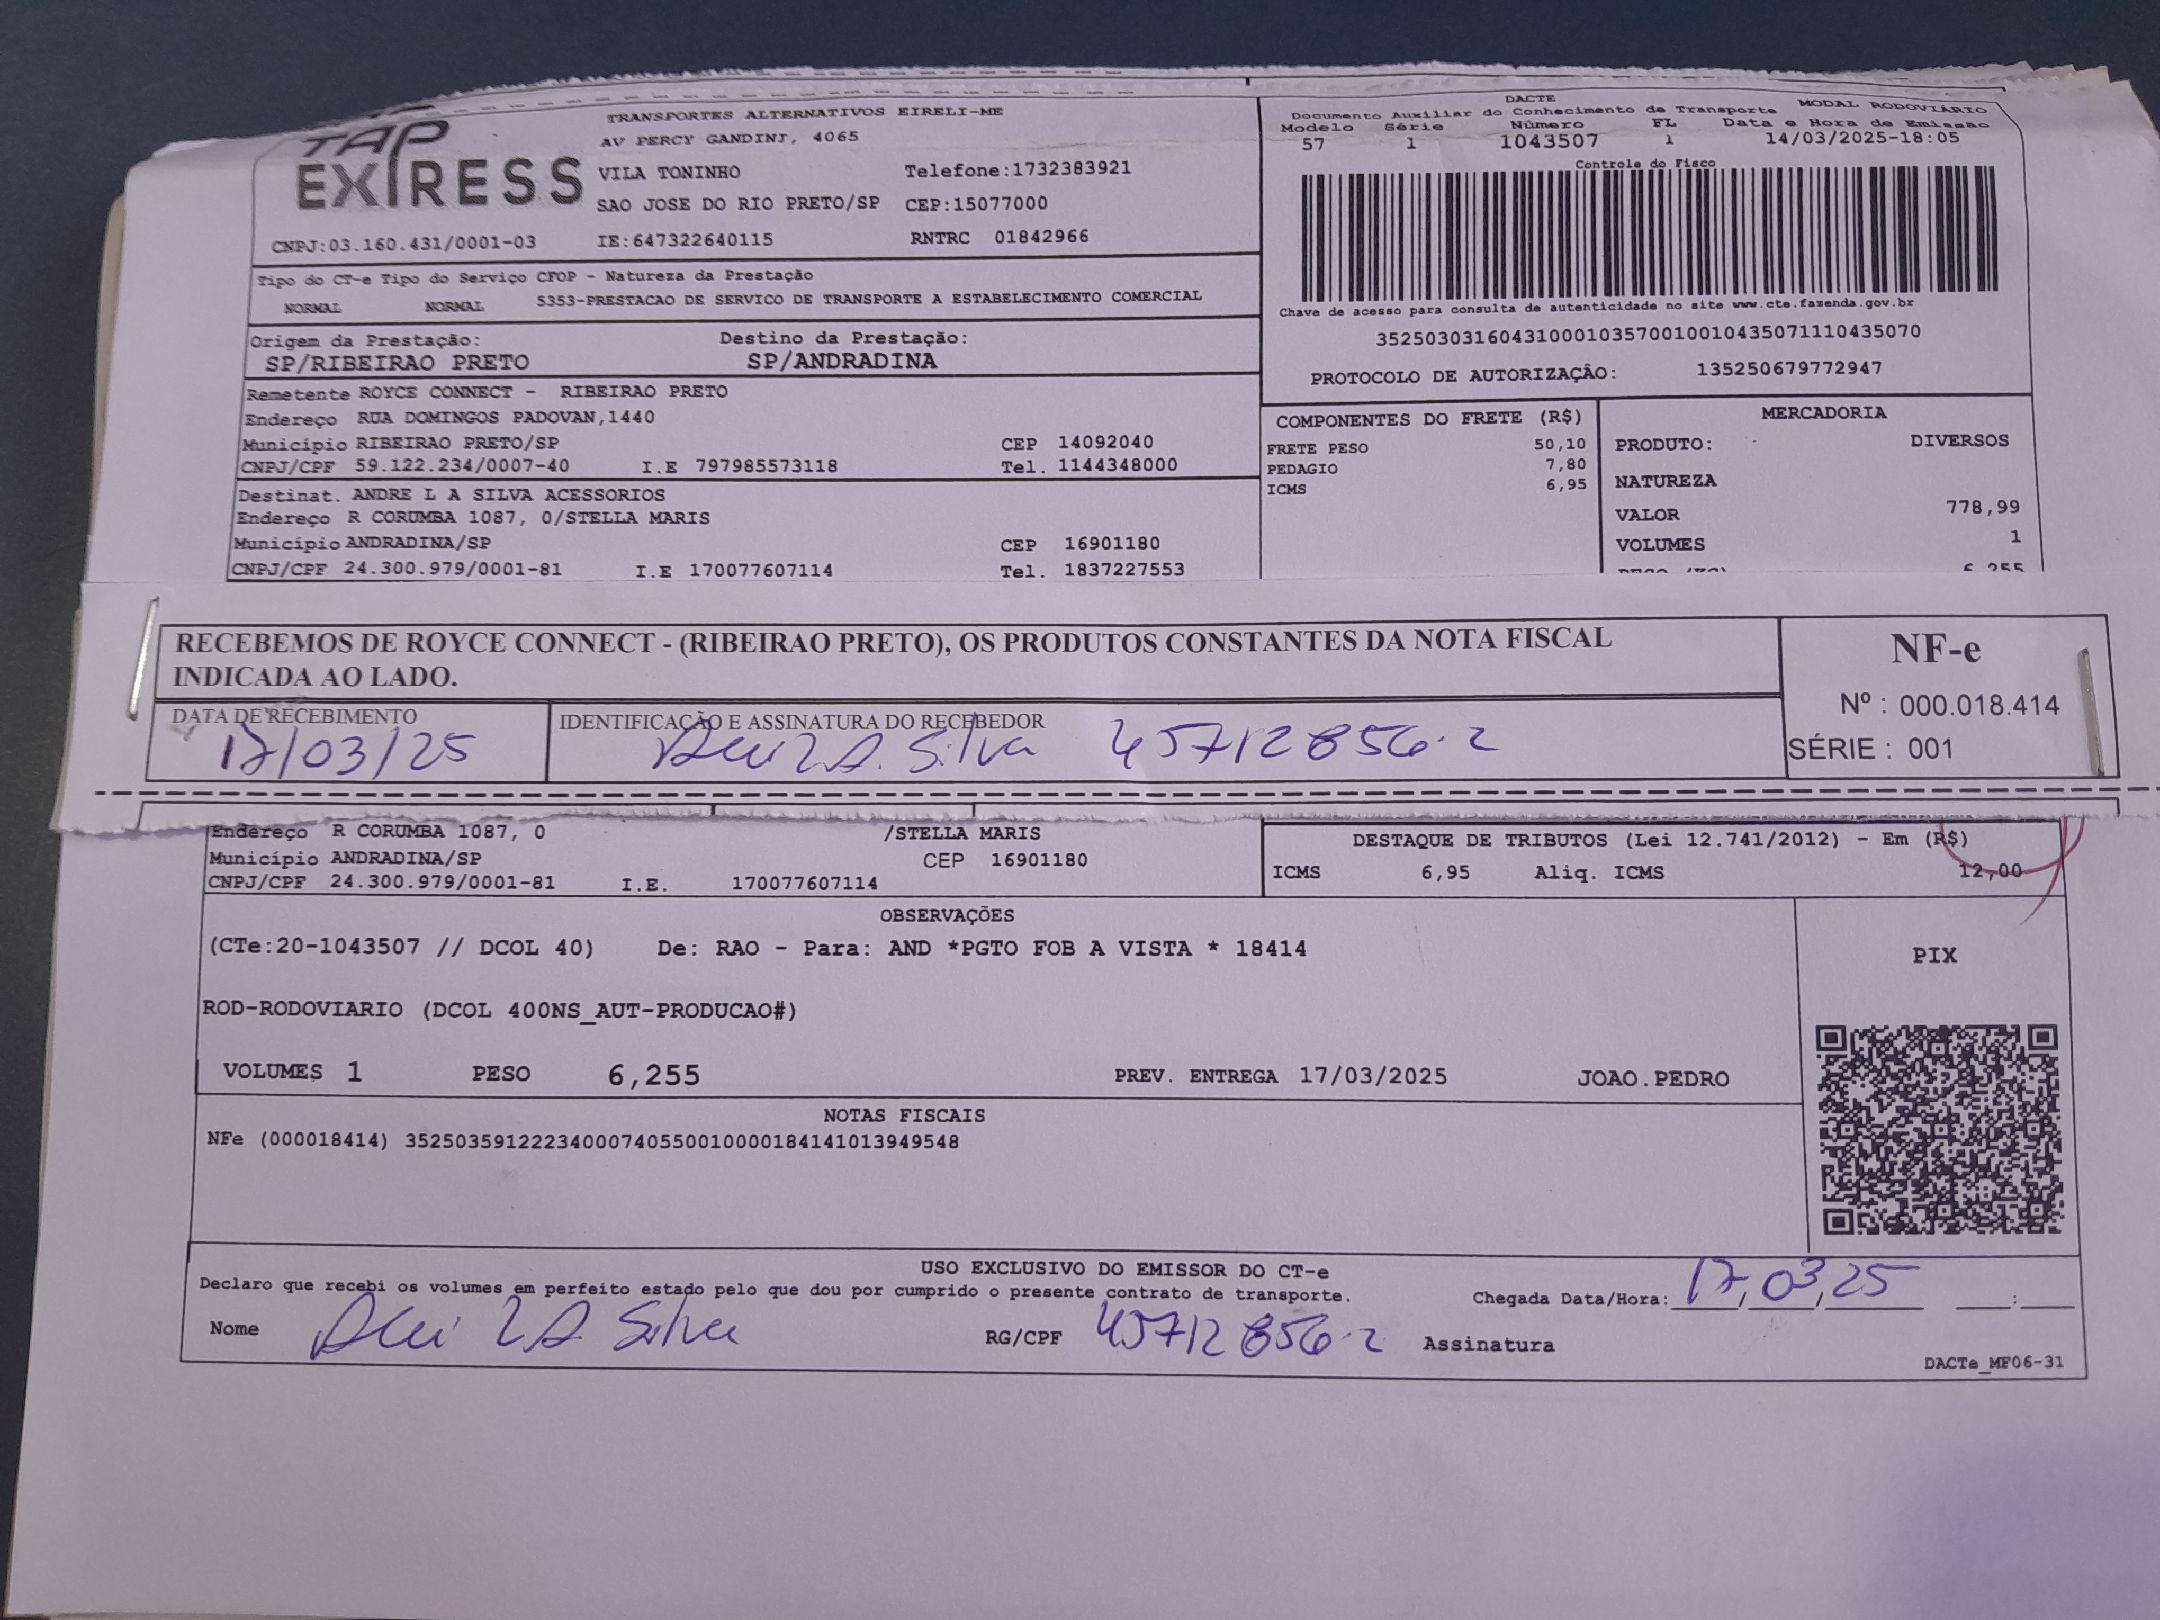 TAP
EXPRESS
TRANSPORTES ALTERNATIVOS EIRELI-ME
AV PERCY GANDINI, 4065
VILA TONINHO Telefone:1732383921
SAO JOSE DO RIO PRETO/SP CEP:15077000
CNPJ:03.160.431/0001-03 IE:647322640115 RNTRC 01842966
DACTE
Documento Auxiliar do Conhecimento de Transporte MODAL RODOVIÁRIO
Modelo Série Número FL Data e Hora de Emissao
57 1 1043507 1 14/03/2025-18:05
Controle do Fisco
Chave de acesso para consulta de autenticidade no site www.cte.fazenda.gov.br
35250303160431000103570010010435071110435070
PROTOCOLO DE AUTORIZAÇÂO: 135250679772947
Tipo do CT-e Tipo do Serviço CFOP - Natureza da Prestação
NORMAL NORMAL 5353-PRESTACAO DE SERVICO DE TRANSPORTE A ESTABELECIMENTO COMERCIAL
Origem da Prestação: Destino da Prestação:
SP/RIBEIRAO PRETO SP/ANDRADINA
Remetente ROYCE CONNECT - RIBEIRAO PRETO
Endereço RUA DOMINGOS PADOVAN,1440
Município RIBEIRAO PRETO/SP CEP 14092040
CNPJ/CPF 59.122.234/0007-40 I.E 797985573118 Tel. 1144348000
Destinat. ANDRE L A SILVA ACESSORIOS
Endereço R CORUMBA 1087, 0/STELLA MARIS
Município ANDRADINA/SP CEP 16901180
CNPJ/CPF 24.300.979/0001-81 I.E 170077607114 Tel. 1837227553
COMPONENTES DO FRETE (R$)
FRETE PESO 50,10
PEDAGIO 7,80
ICMS 6,95
MERCADORIA
PRODUTO: DIVERSOS
NATUREZA
VALOR 778,99
VOLUMES 1
PESO (KG) 6,255
RECEBEMOS DE ROYCE CONNECT - (RIBEIRAO PRETO), OS PRODUTOS CONSTANTES DA NOTA FISCAL
INDICADA AO LADO.
DATA DE RECEBIMENTO IDENTIFICAÇÃO E ASSINATURA DO RECEBEDOR
17/03/25 Silva 45712856-2
NF-e
Nº : 000.018.414
SÉRIE : 001
Endereço R CORUMBA 1087, 0 /STELLA MARIS
Município ANDRADINA/SP CEP 16901180
CNPJ/CPF 24.300.979/0001-81 I.E. 170077607114
DESTAQUE DE TRIBUTOS (Lei 12.741/2012) - Em (R$)
ICMS 6,95 Aliq. ICMS 12,00
OBSERVAÇÕES
(CTe:20-1043507 // DCOL 40) De: RAO - Para: AND *PGTO FOB A VISTA * 18414
ROD-RODOVIARIO (DCOL 400NS_AUT-PRODUCAO#)
VOLUMES 1 PESO 6,255 PREV. ENTREGA 17/03/2025 JOAO.PEDRO
PIX
NOTAS FISCAIS
NFe (000018414) 35250359122234000740550010000184141013949548
USO EXCLUSIVO DO EMISSOR DO CT-e
Declaro que recebi os volumes em perfeito estado pelo que dou por cumprido o presente contrato de transporte.
Chegada Data/Hora: 17/03/25 :
Nome Silva RG/CPF 45712856-2 Assinatura
DACTe_MF06-31